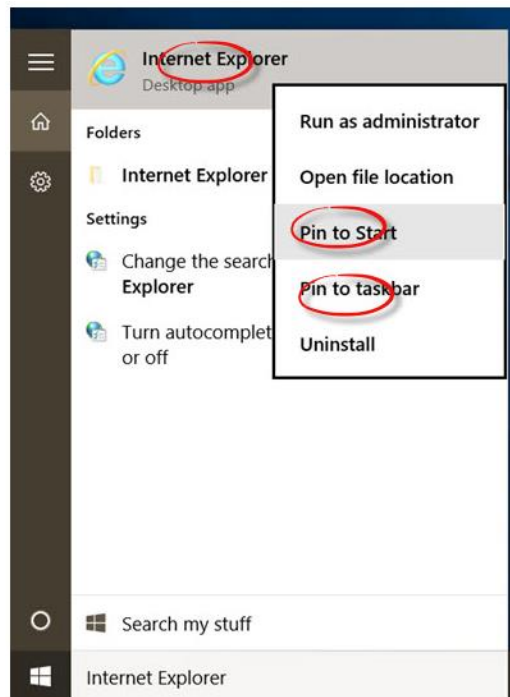 Internet Explorer
Desktop app
Folders
Internet Explorer
Settings
Change the search
Explorer
Turn autocomplet
or off
Run as administrator
Open file location
Pin to Start
Pin to taskbar
Uninstall
Search my stuff
Internet Explorer